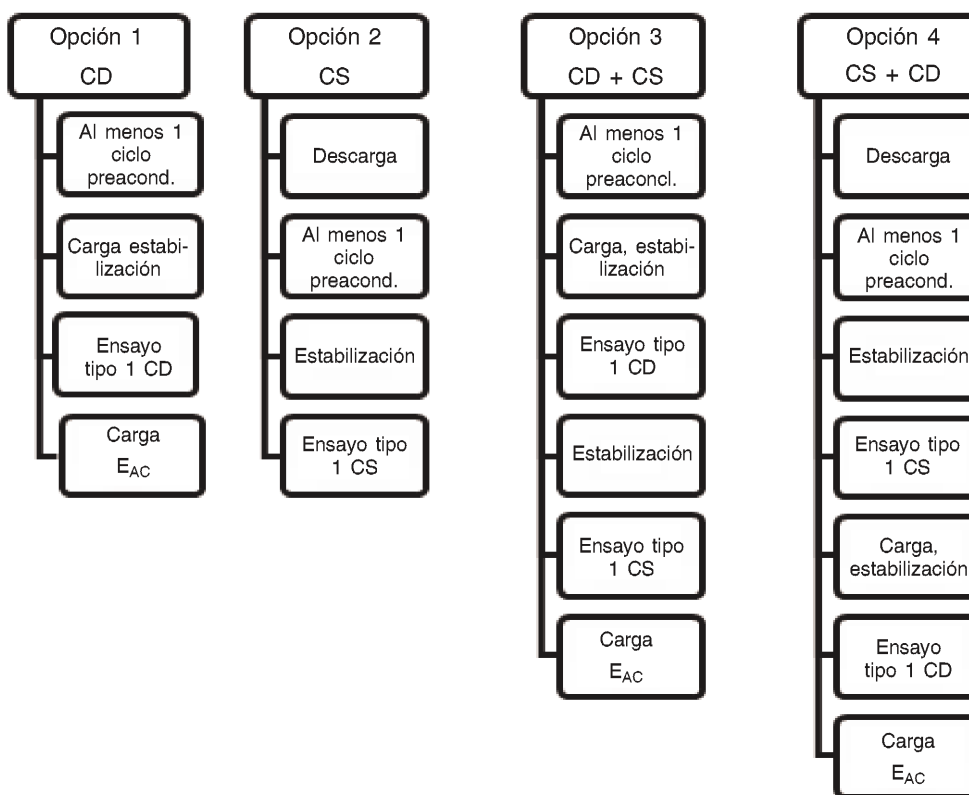 Opción 1
CD
Al menos 1
ciclo
preacond.
Carga estabi-
lización
Ensayo
tipo 1 CD
Carga
EAC
Opción 2
CS
Descarga
Al menos 1
ciclo
preacond.
Estabilización
Ensayo tipo
1 CS
Opción 3
CD + CS
Al menos 1
ciclo
preaconcl.
Carga, estabi-
lización
Ensayo tipo
1 CD
Estabilización
Ensayo tipo
1 CS
Carga
EAC
Opción 4
CS + CD
Descarga
Al menos 1
ciclo
preacond.
Estabilización
Ensayo tipo
1 CS
Carga,
estabilización
Ensayo
tipo 1 CD
Carga
EAC